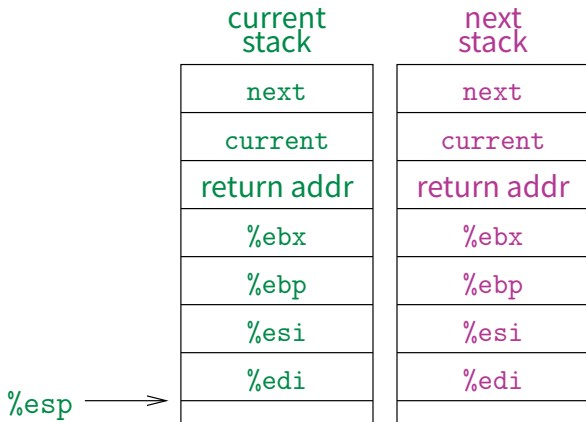 current
stack
next
stack
next
next
current
current
return addr
return addr
%ebx
%ebx
%ebp
%ebp
%esi
%esi
%edi
%edi
%esp